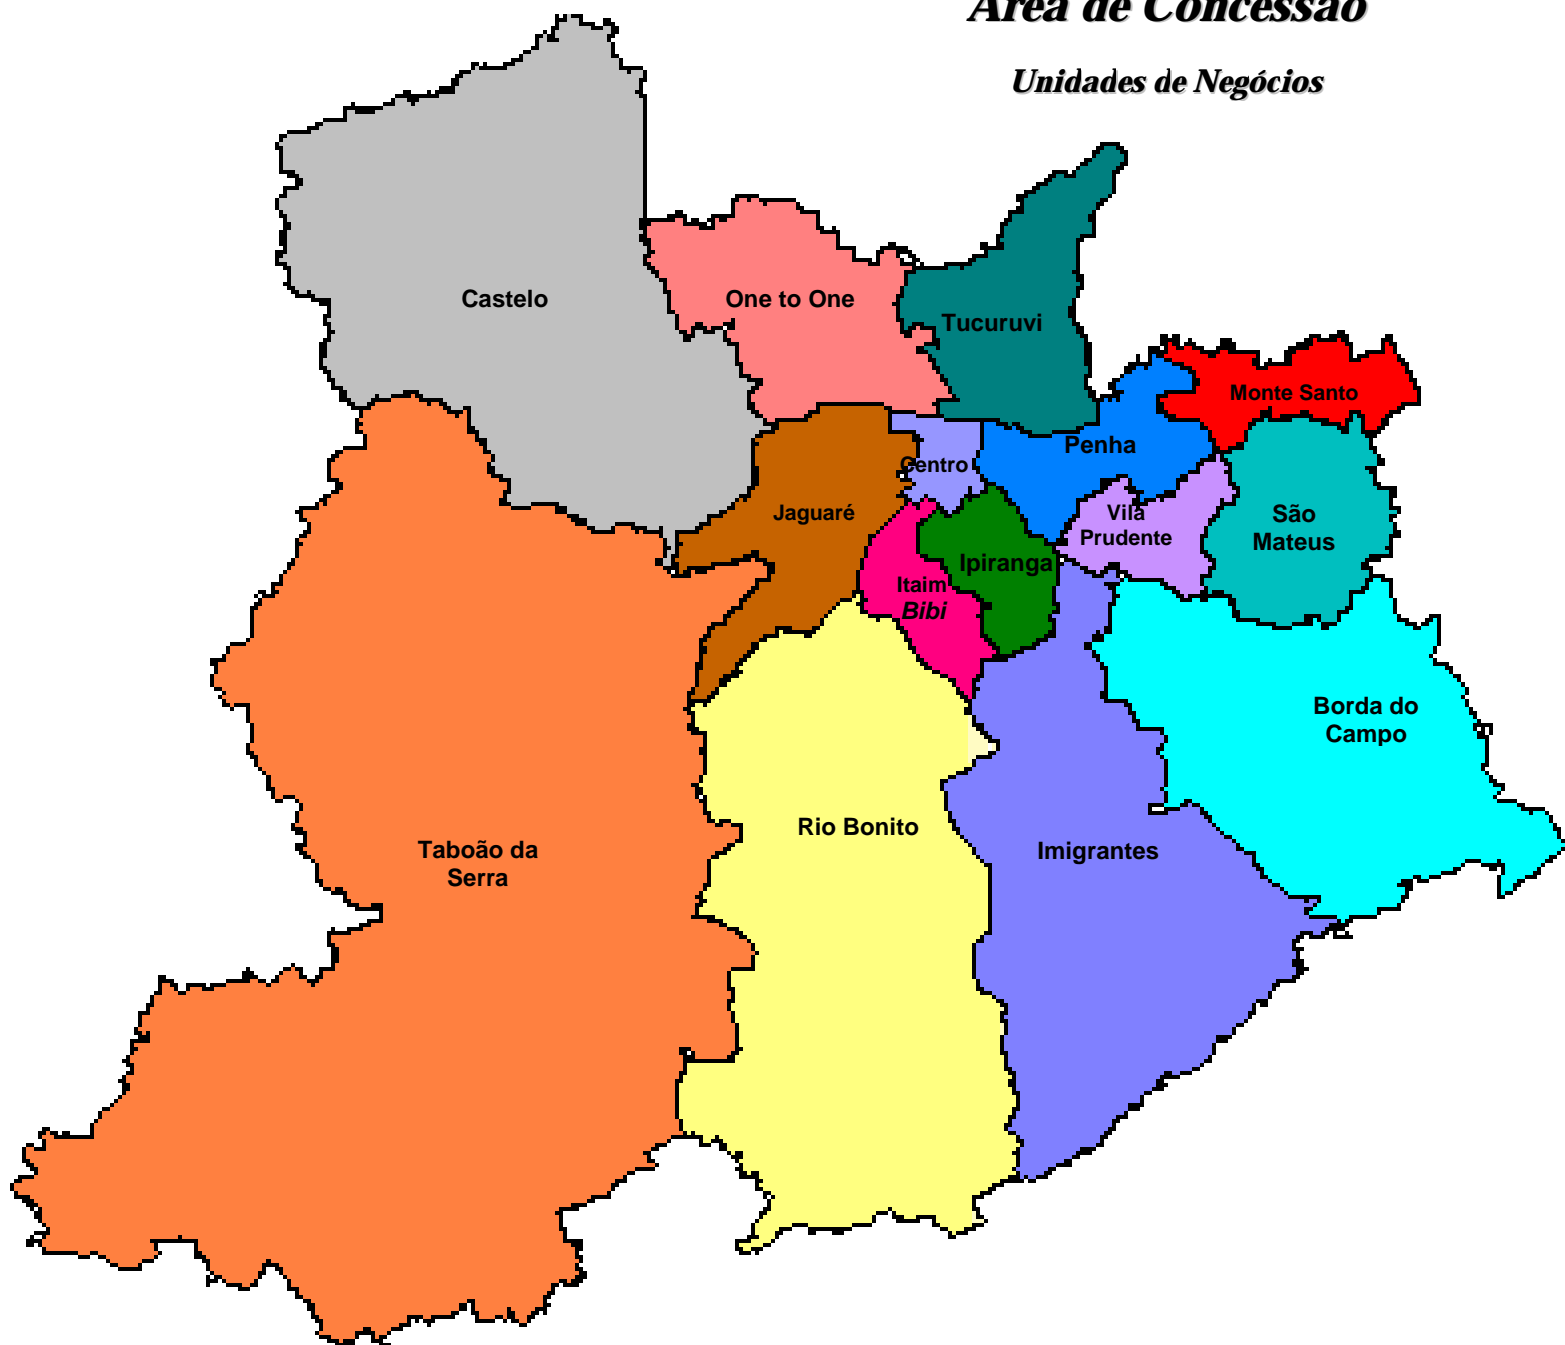 Área de Concessão
Unidades de Negócios
Castelo
One to One
Tucuruvi
Monte Santo
Penha
Centro
Jaguaré
Vila
Prudente
São
Mateus
Ipiranga
Itaim
Bibi
Borda do
Campo
Rio Bonito
Imigrantes
Taboão da
Serra